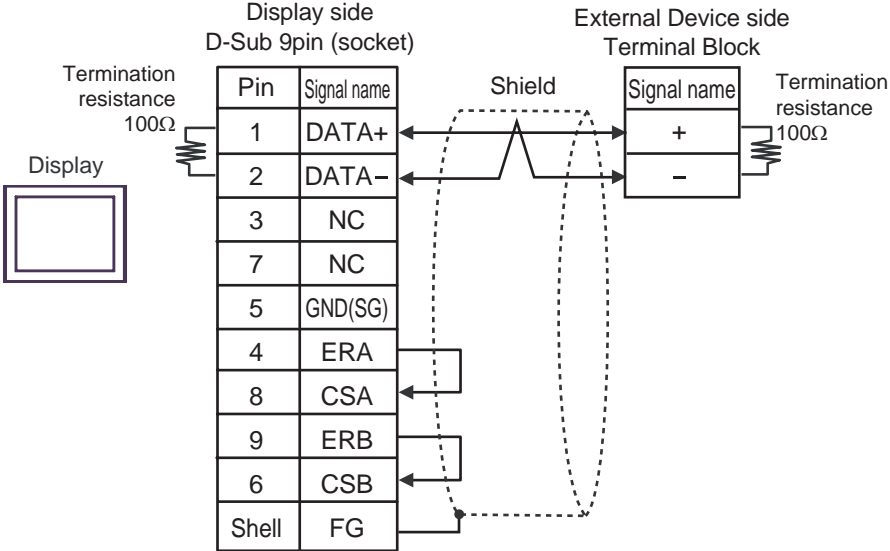 Display side
D-Sub 9pin (socket)
External Device side
Terminal Block
Termination
resistance
100Ω
Pin Signal name
Shield
Signal name
Termination
resistance
100Ω
1 DATA+
+
Display
2 DATA−
−
3 NC
7 NC
5 GND(SG)
4 ERA
8 CSA
9 ERB
6 CSB
Shell FG